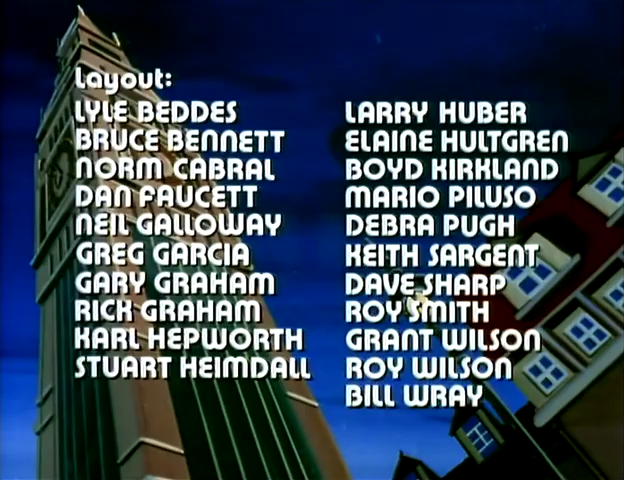 Layout:
LYLE BEDDES
BRUCE BENNETT
NORM CABRAL
DAN FAUCETT
NEIL GALLOWAY
GREG GARCIA
GARY GRAHAM
RICK GRAHAM
KARL HEPWORTH
STUART HEIMDALL
LARRY HUBER
ELAINE HULTGREN
BOYD KIRKLAND
MARIO PILUSO
DEBRA PUGH
KEITH SARGENT
DAVE SHARP
ROY SMITH
GRANT WILSON
ROY WILSON
BILL WRAY